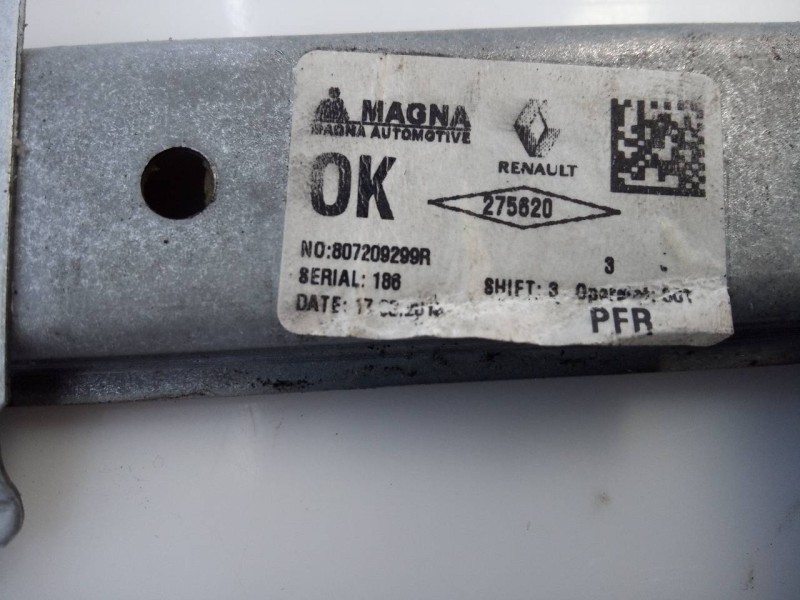 MAGNA
MAGNA AUTOMOTIVE
RENAULT
OK
275620
NO:807209299R
3
SERIAL: 186
SHIFT: 3
DATE:
PFR